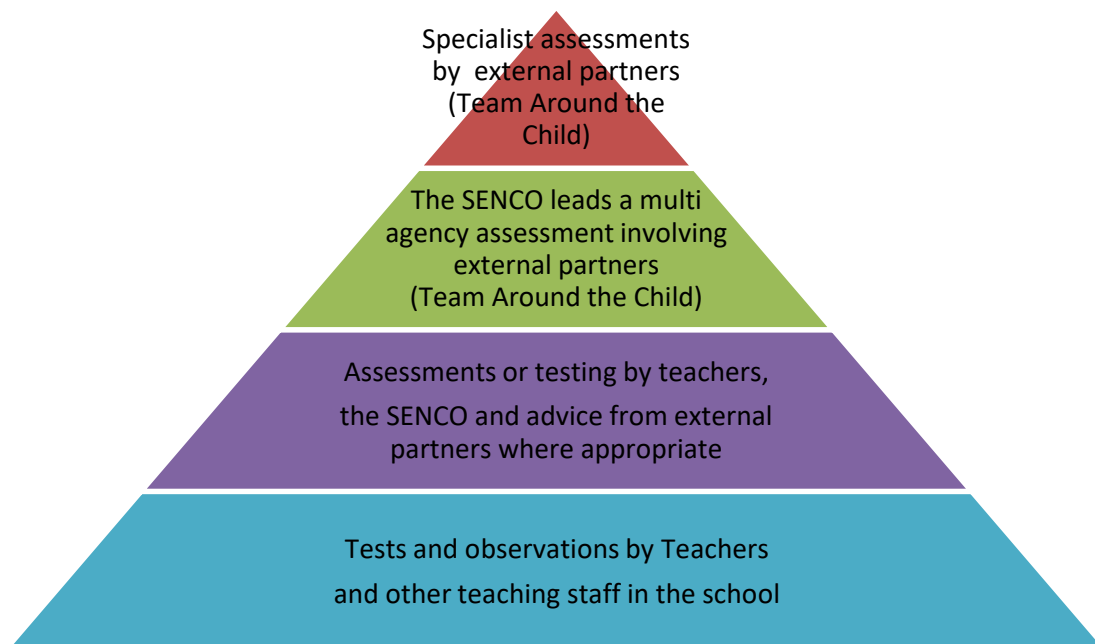 Specialist assessments
by external partners
(Team Around the
Child)
The SENCO leads a multi
agency assessment involving
external partners
(Team Around the Child)
Assessments or testing by teachers,
the SENCO and advice from external
partners where appropriate
Tests and observations by Teachers
and other teaching staff in the school